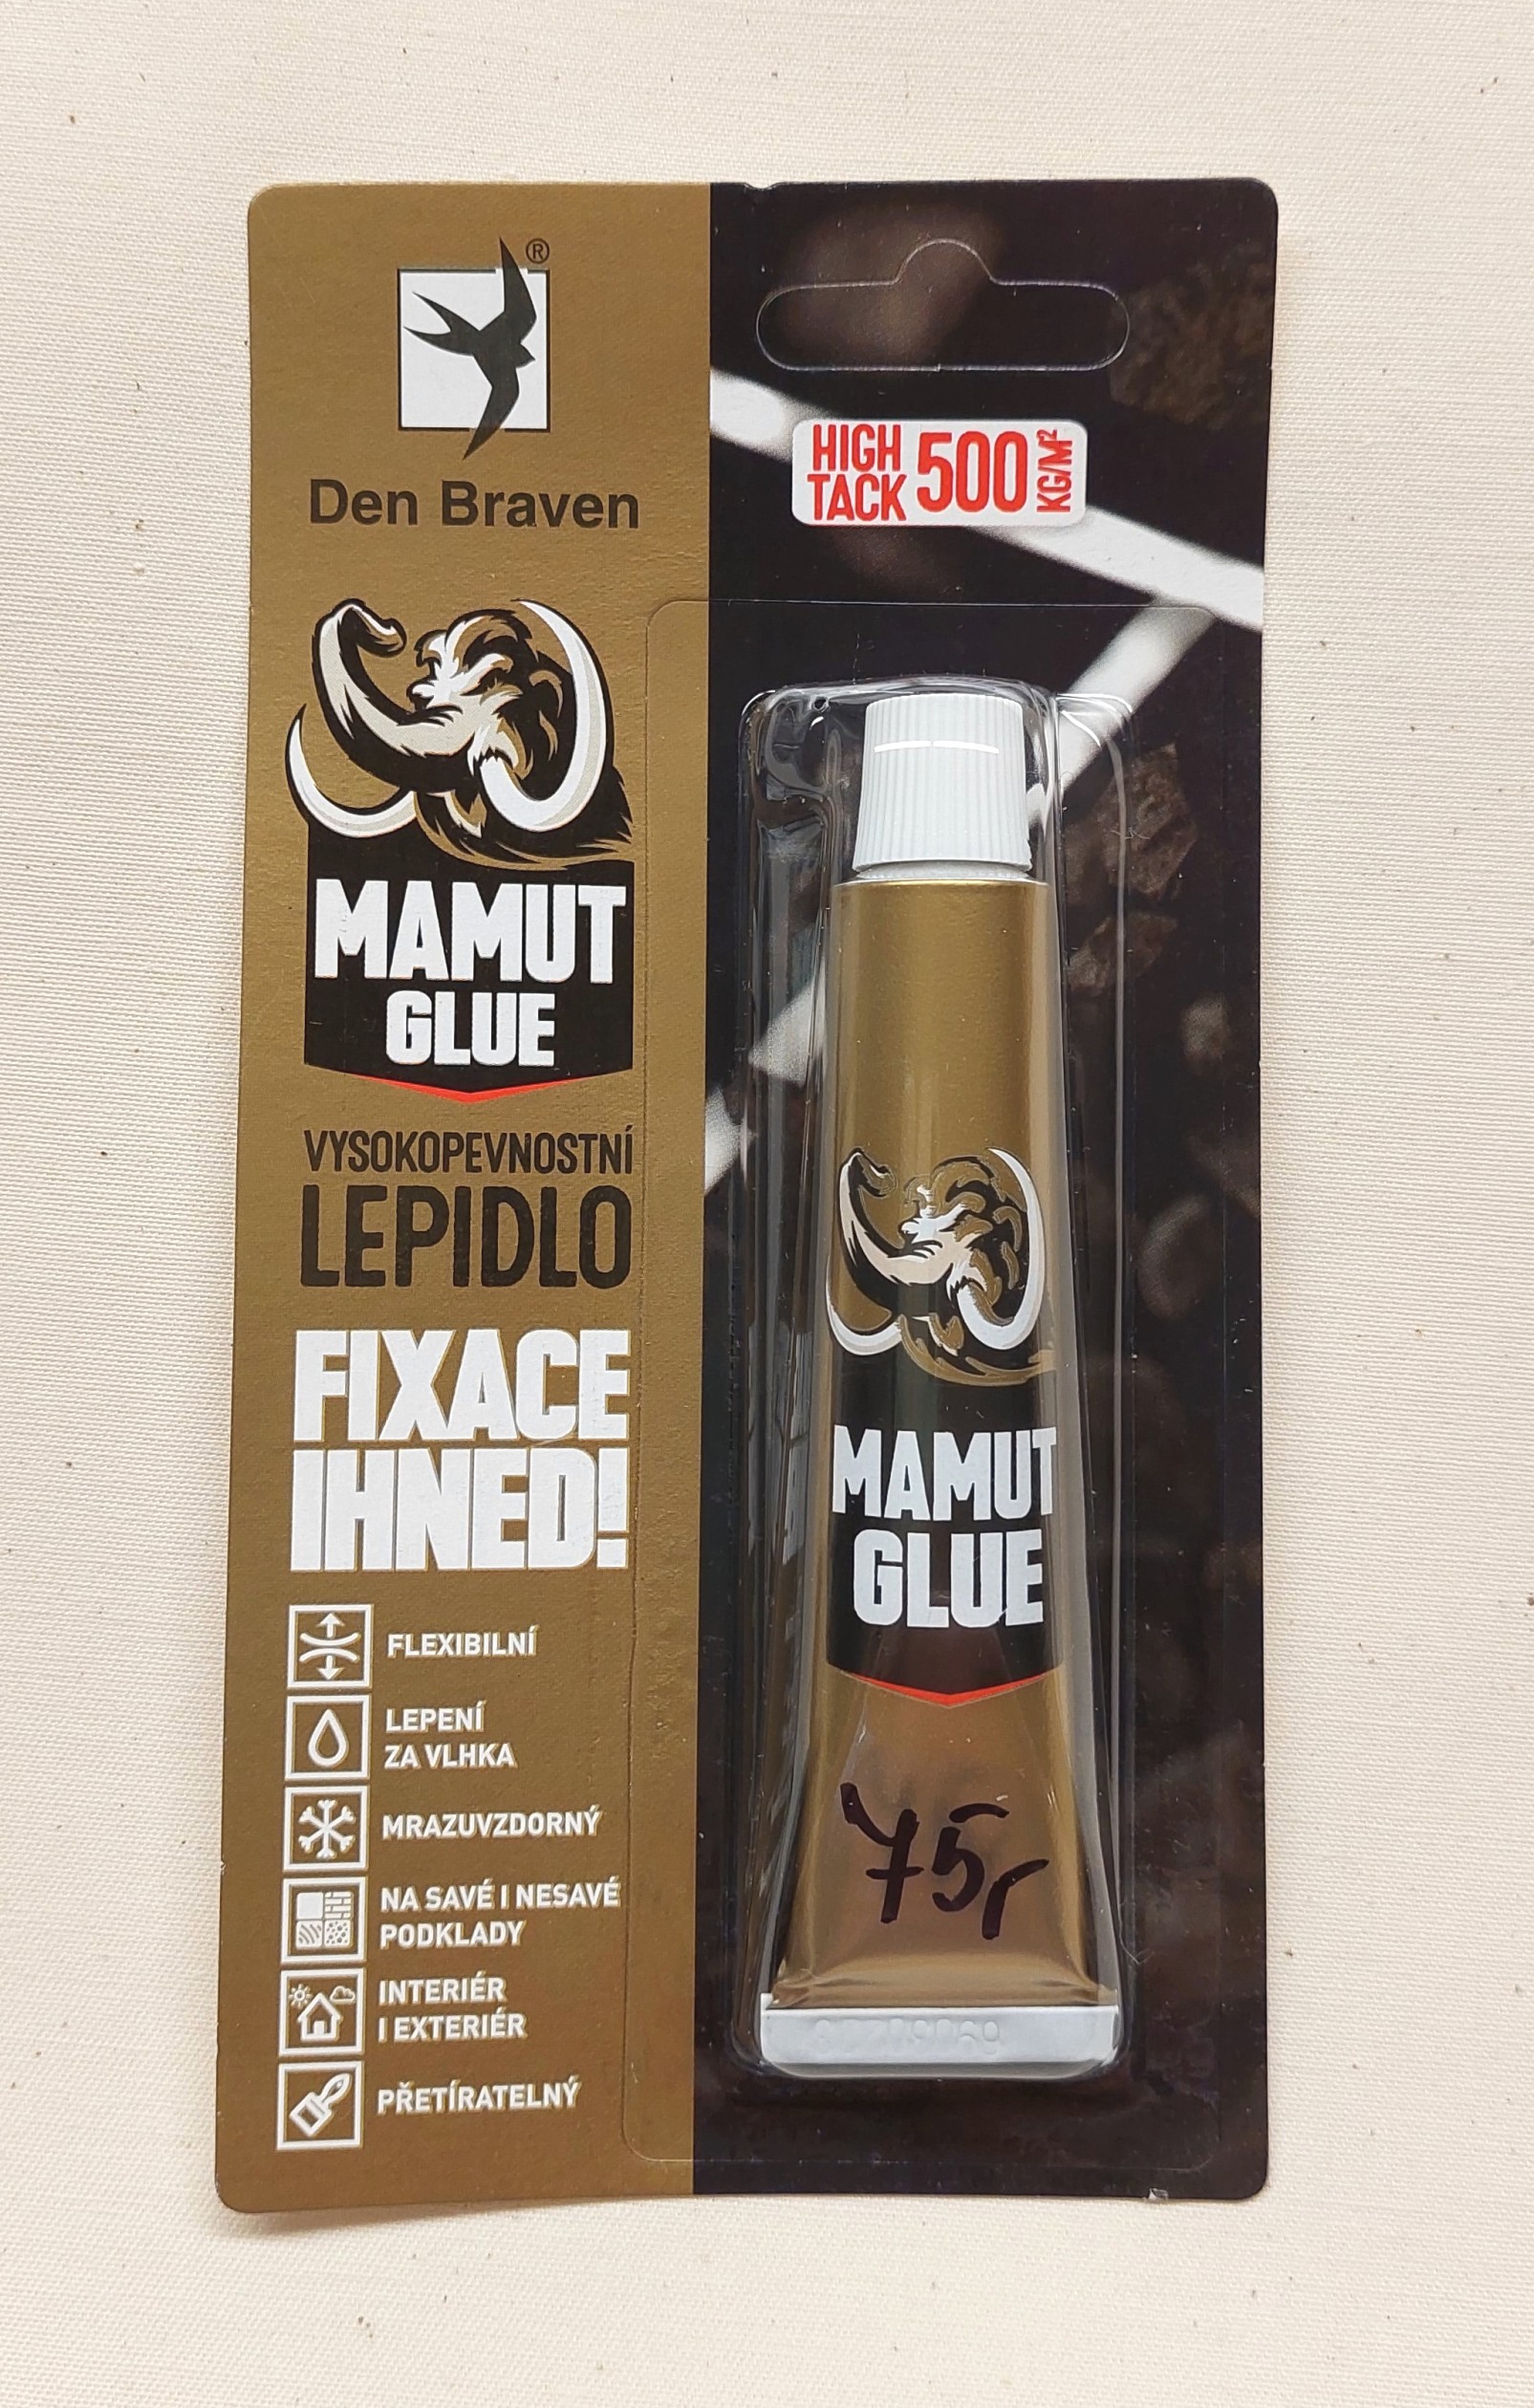 ®
Den Braven
MAMUT
GLUE
VYSOKOPEVNOSTNÍ
LEPIDLO
FIXACE
IHNED!
FLEXIBILNÍ
LEPENÍ
ZA VLHKA
MRAZUVZDORNÝ
NA SAVÉ I NESAVÉ
PODKLADY
INTERIÉR
I EXTERIÉR
PŘETÍRATELNÝ
HIGH
TACK
500
KG/M²
MAMUT
GLUE
75,